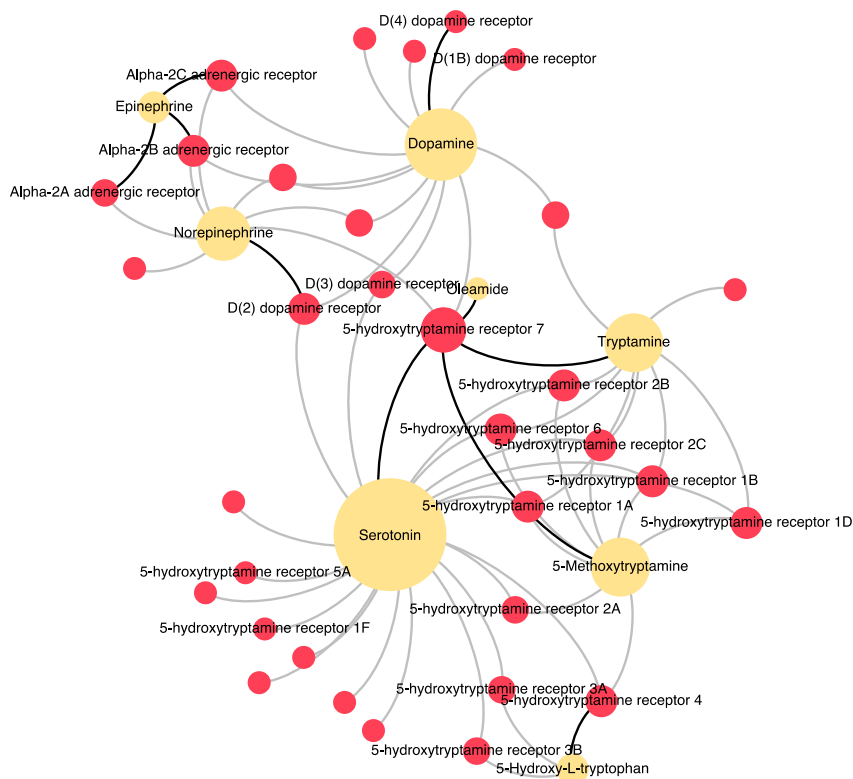 D(4) dopamine receptor
D(1B) dopamine receptor
Alpha-2C adrenergic receptor
Epinephrine
Dopamine
Alpha-2B adrenergic receptor
Alpha-2A adrenergic receptor
Norepinephrine
D(3) dopamine receptor
Oleamide
D(2) dopamine receptor
5-hydroxytryptamine receptor 7
Tryptamine
5-hydroxytryptamine receptor 2B
5-hydroxytryptamine receptor 6
5-hydroxytryptamine receptor 2C
5-hydroxytryptamine receptor 1B
5-hydroxytryptamine receptor 1A
5-hydroxytryptamine receptor 1D
Serotonin
5-Methoxytryptamine
5-hydroxytryptamine receptor 5A
5-hydroxytryptamine receptor 2A
5-hydroxytryptamine receptor 1F
5-hydroxytryptamine receptor 3A
5-hydroxytryptamine receptor 4
5-hydroxytryptamine receptor 3B
5-Hydroxy-L-tryptophan